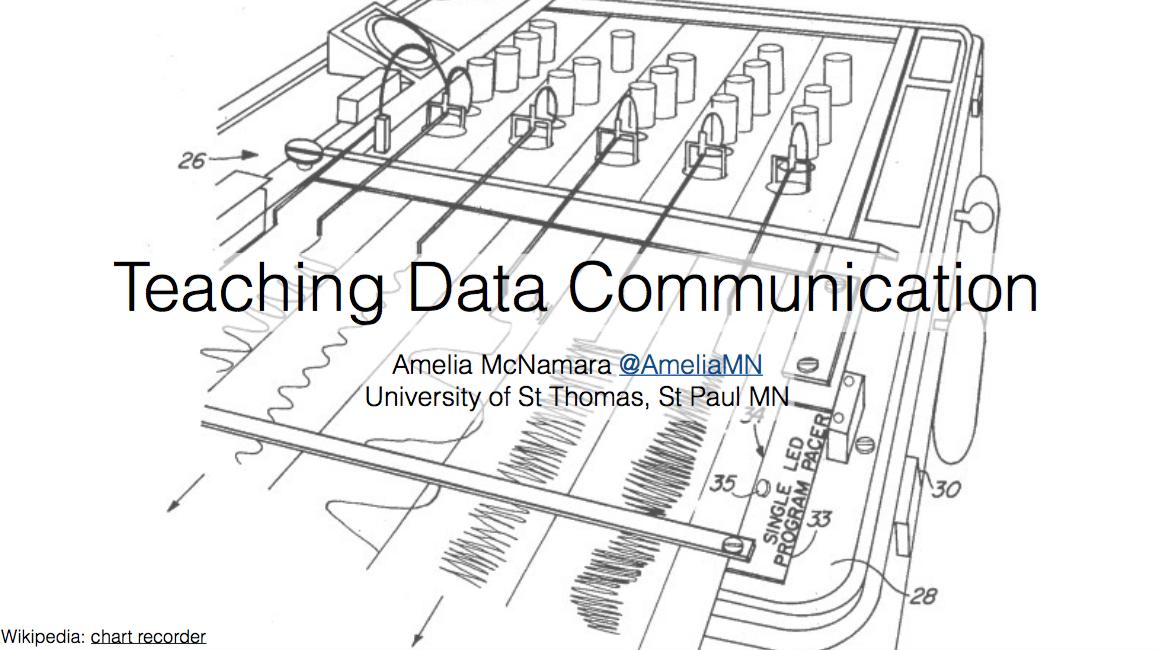 26
Teaching Data Communication
Amelia McNamara @AmeliaMN
University of St Thomas, St Paul MN
34
35
SINGLE LED
PROGRAM PACER
33
30
28
Wikipedia: chart recorder